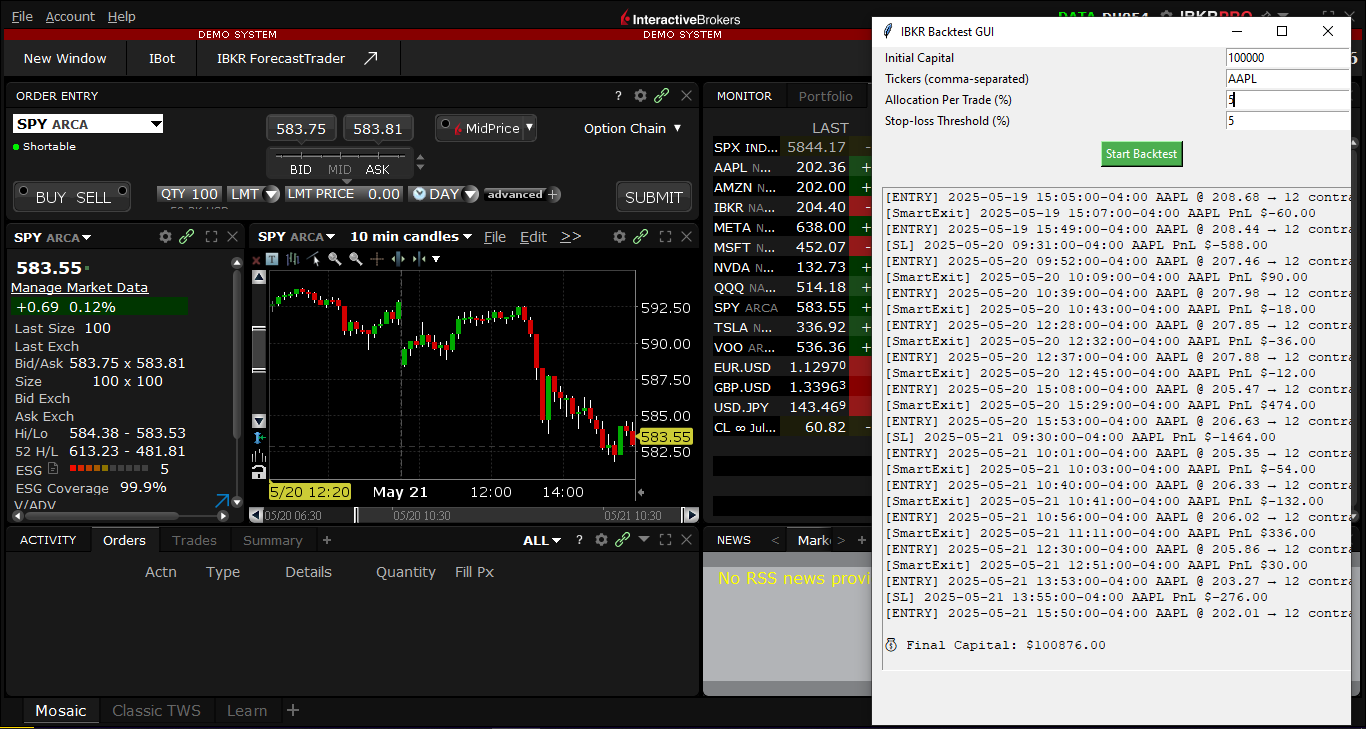 File Account Help
InteractiveBrokers
DEMO SYSTEM
DEMO SYSTEM
New Window IBot IBKR ForecastTrader
ORDER ENTRY
?
SPY ARCA
Shortable
583.75 583.81 MidPrice Option Chain
BID MID ASK
BUY SELL QTY 100 LMT LMT PRICE 0.00 DAY advanced + SUBMIT
SPY ARCA
583.55
Manage Market Data
+0.69 0.12%
Last Size 100
Last Exch
Bid/Ask 583.75 x 583.81
Size 100 x 100
Bid Exch
Ask Exch
Hi/Lo 584.38 - 583.53
52 H/L 613.23 - 481.81
ESG 5
ESG Coverage 99.9%
V/ADV
SPY ARCA 10 min candles File Edit >>
592.50
590.00
587.50
585.00
583.55
582.50
5/20 12:20 May 21 12:00 14:00
05/20 06:30 05/20 10:30 05/21 10:30
MONITOR Portfolio
LAST
SPX IND... 5844.17 -
AAPL N... 202.36 +
AMZN N... 202.00 +
IBKR NA... 204.40 -
META N... 638.00 +
MSFT N... 452.07 -
NVDA N... 132.73 +
QQQ NA... 514.18 +
SPY ARCA 583.55 +
TSLA N... 336.92 +
VOO AR... 536.36 +
EUR.USD 1.12970
GBP.USD 1.33963
USD.JPY 143.469
CL ∞ Jul... 60.82 -
ACTIVITY Orders Trades Summary + ALL ?
Actn Type Details Quantity Fill Px
NEWS < Mark > +
No RSS news provi
Mosaic Classic TWS Learn +
IBKR Backtest GUI
Initial Capital 100000
Tickers (comma-separated) AAPL
Allocation Per Trade (%) 5
Stop-loss Threshold (%) 5
Start Backtest
[ENTRY] 2025-05-19 15:05:00-04:00 AAPL @ 208.68 → 12 contra
[SmartExit] 2025-05-19 15:07:00-04:00 AAPL PnL $-60.00
[ENTRY] 2025-05-19 15:49:00-04:00 AAPL @ 208.44 → 12 contra
[SL] 2025-05-20 09:31:00-04:00 AAPL PnL $-588.00
[ENTRY] 2025-05-20 09:52:00-04:00 AAPL @ 207.46 → 12 contra
[SmartExit] 2025-05-20 10:09:00-04:00 AAPL PnL $90.00
[ENTRY] 2025-05-20 10:39:00-04:00 AAPL @ 207.98 → 12 contra
[SmartExit] 2025-05-20 10:43:00-04:00 AAPL PnL $-18.00
[ENTRY] 2025-05-20 12:28:00-04:00 AAPL @ 207.85 → 12 contra
[SmartExit] 2025-05-20 12:32:00-04:00 AAPL PnL $-36.00
[ENTRY] 2025-05-20 12:37:00-04:00 AAPL @ 207.88 → 12 contra
[SmartExit] 2025-05-20 12:45:00-04:00 AAPL PnL $-12.00
[ENTRY] 2025-05-20 15:08:00-04:00 AAPL @ 205.47 → 12 contra
[SmartExit] 2025-05-20 15:29:00-04:00 AAPL PnL $474.00
[ENTRY] 2025-05-20 15:53:00-04:00 AAPL @ 206.63 → 12 contra
[SL] 2025-05-21 09:30:00-04:00 AAPL PnL $-1464.00
[ENTRY] 2025-05-21 10:01:00-04:00 AAPL @ 205.35 → 12 contra
[SmartExit] 2025-05-21 10:03:00-04:00 AAPL PnL $-54.00
[ENTRY] 2025-05-21 10:40:00-04:00 AAPL @ 206.33 → 12 contra
[SmartExit] 2025-05-21 10:41:00-04:00 AAPL PnL $-132.00
[ENTRY] 2025-05-21 10:56:00-04:00 AAPL @ 206.02 → 12 contra
[SmartExit] 2025-05-21 11:11:00-04:00 AAPL PnL $336.00
[ENTRY] 2025-05-21 12:30:00-04:00 AAPL @ 205.86 → 12 contra
[SmartExit] 2025-05-21 12:51:00-04:00 AAPL PnL $30.00
[ENTRY] 2025-05-21 13:53:00-04:00 AAPL @ 203.27 → 12 contra
[SL] 2025-05-21 13:55:00-04:00 AAPL PnL $-276.00
[ENTRY] 2025-05-21 15:50:00-04:00 AAPL @ 202.01 → 12 contra
Final Capital: $100876.00